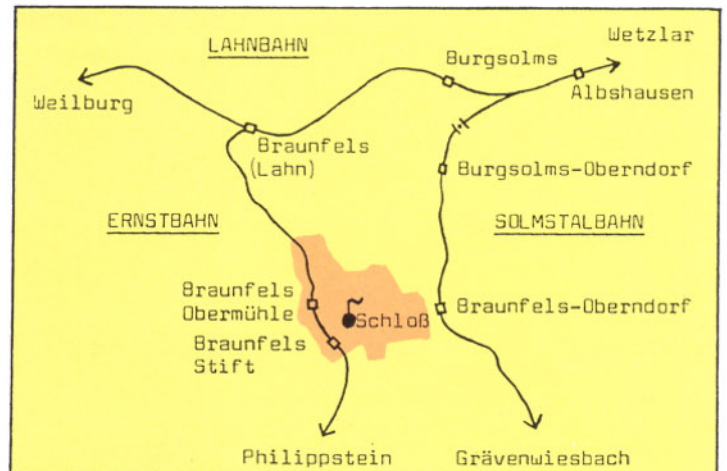 LAHNBAHN
Wetzlar
Burgsolms
Weilburg
Albshausen
Braunfels
(Lahn)
Burgsolms-Oberndorf
ERNSTBAHN
SOLMSTALBAHN
Braunfels
Obermühle
Schloß
Braunfels-Oberndorf
Braunfels
Stift
Philippstein
Grävenwiesbach